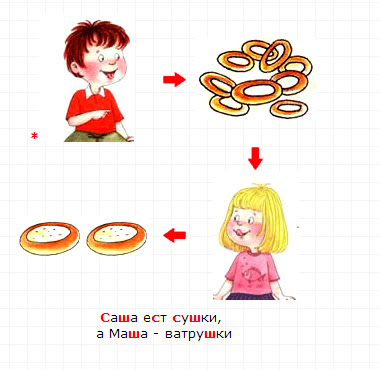 *
Саша ест сушки,
а Маша - ватрушки